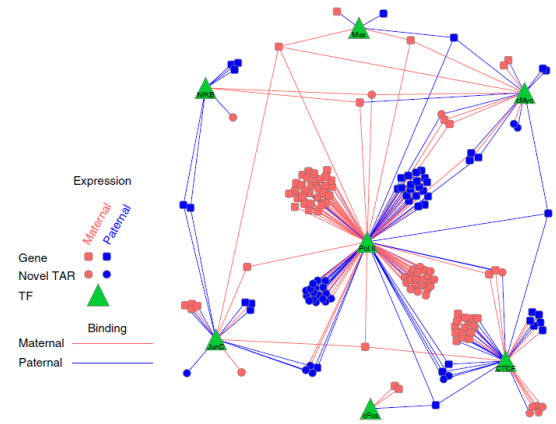 Max
NfKB
cMyc
Expression
Maternal
Paternal
Pol II
Gene
Novel TAR
TF
Binding
Maternal
Paternal
JunD
CTCF
cFos